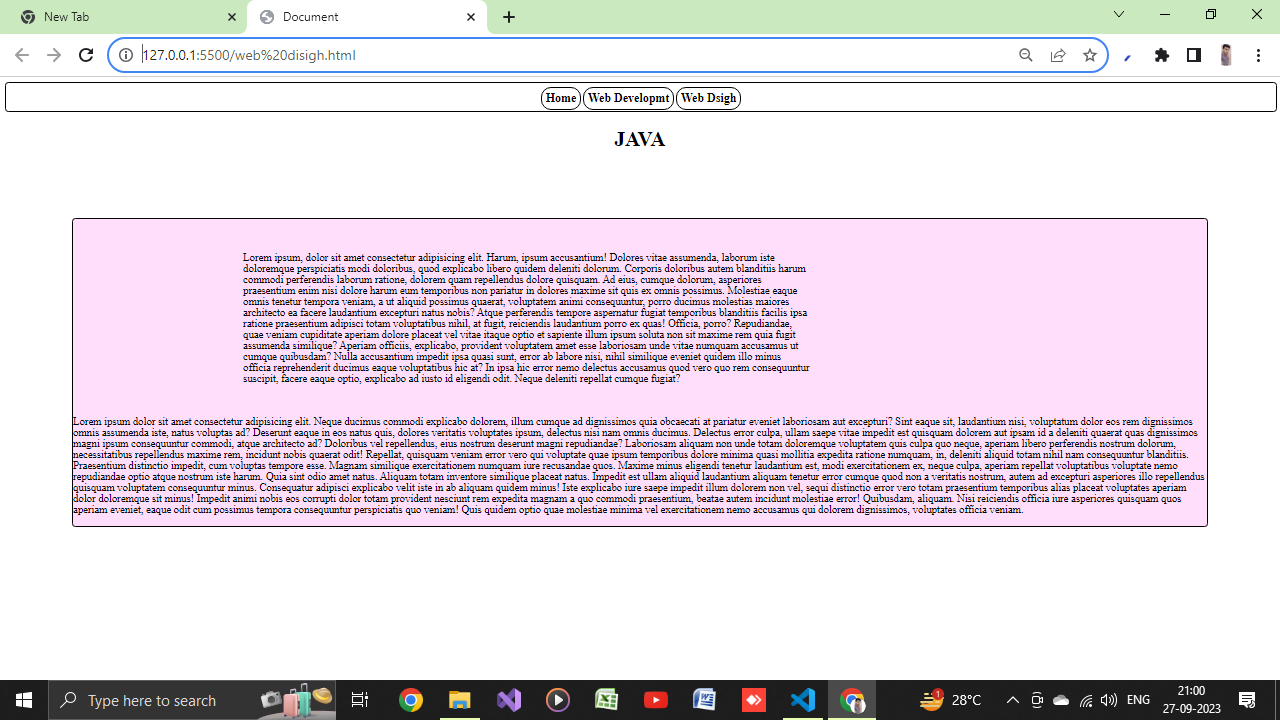 New Tab
Document
127.0.0.1:5500/web%20disigh.html
Home Web Developmt Web Dsigh
JAVA
Lorem ipsum, dolor sit amet consectetur adipisicing elit. Harum, ipsum accusantium! Dolores vitae assumenda, laborum iste
doloremque perspiciatis modi doloribus, quod explicabo libero quidem deleniti dolorum. Corporis doloribus autem blanditiis harum
commodi perferendis laborum ratione, dolorem quam repellendus dolore quisquam. Ad eius, cumque dolorum, asperiores
praesentium enim nisi dolore harum eum temporibus non pariatur in dolores maxime sit quis ex omnis possimus. Molestiae eaque
omnis tenetur tempora veniam, a ut aliquid possimus quaerat, voluptatem animi consequuntur, porro ducimus molestias maiores
architecto ea facere laudantium excepturi natus nobis? Atque perferendis tempore aspernatur fugiat temporibus blanditiis facilis ipsa
ratione praesentium adipisci totam voluptatibus nihil, at fugit, reiciendis laudantium porro ex quas! Officia, porro? Repudiandae,
quae veniam cupiditate aperiam dolore placeat vel vitae itaque optio et sapiente illum ipsum soluta non sit maxime rem quia fugit
assumenda similique? Aperiam officiis, explicabo, provident voluptatem amet esse laboriosam unde vitae numquam accusamus ut
cumque quibusdam? Nulla accusantium impedit ipsa quasi sunt, error ab labore nisi, nihil similique eveniet quidem illo minus
officia reprehenderit ducimus eaque voluptatibus hic at? In ipsa hic error nemo delectus accusamus quod vero quo rem consequuntur
suscipit, facere eaque optio, explicabo ad iusto id eligendi odit. Neque deleniti repellat cumque fugiat?
Lorem ipsum dolor sit amet consectetur adipisicing elit. Neque ducimus commodi explicabo dolorem, illum cumque ad dignissimos quia obcaecati at pariatur eveniet laboriosam aut excepturi? Sint eaque sit, laudantium nisi, voluptatum dolor eos rem dignissimos
omnis assumenda iste, natus voluptas ad? Deserunt eaque in eos natus quis, dolores veritatis voluptates ipsum, delectus nisi nam omnis ducimus. Delectus error culpa, ullam saepe vitae impedit est quisquam dolorem aut ipsam id a deleniti quaerat quas dignissimos
magni ipsum consequuntur commodi, atque architecto ad? Doloribus vel repellendus, eius nostrum deserunt magni repudiandae? Laboriosam aliquam non unde totam doloremque voluptatem quis culpa quo neque, aperiam libero perferendis nostrum dolorum,
necessitatibus repellendus maxime rem, incidunt nobis quaerat odit! Repellat, quisquam veniam error vero qui voluptate quae ipsum temporibus dolore minima quasi mollitia expedita ratione numquam, in, deleniti aliquid totam nihil nam consequuntur blanditiis.
Praesentium distinctio impedit, cum voluptas tempore esse. Magnam similique exercitationem numquam iure recusandae quos. Maxime minus eligendi tenetur laudantium est, modi exercitationem ex, neque culpa, aperiam repellat voluptatibus voluptate nemo
repudiandae optio atque nostrum iste harum. Quia sint odio amet natus. Aliquam totam inventore similique placeat natus. Impedit est ullam aliquid laudantium aliquam tenetur error cumque quod non a veritatis nostrum, autem ad excepturi asperiores illo repellendus
quisquam voluptatem consequuntur minus. Consequatur adipisci explicabo velit iste in ab aliquam quidem minus! Iste explicabo iure saepe impedit illum dolorem non vel, sequi distinctio error vero totam praesentium temporibus alias placeat voluptates aperiam
dolor doloremque sit minus! Impedit animi nobis eos corrupti dolor totam provident nesciunt rem expedita magnam a quo commodi praesentium, beatae autem incidunt molestiae error! Quibusdam, aliquam. Nisi reiciendis officia iure asperiores quisquam quos
aperiam eveniet, eaque odit cum possimus tempora consequuntur perspiciatis quo veniam! Quis quidem optio quae molestiae minima vel exercitationem nemo accusamus qui dolorem dignissimos, voluptates officia veniam.
Type here to search
1
28°C
ENG
21:00
27-09-2023